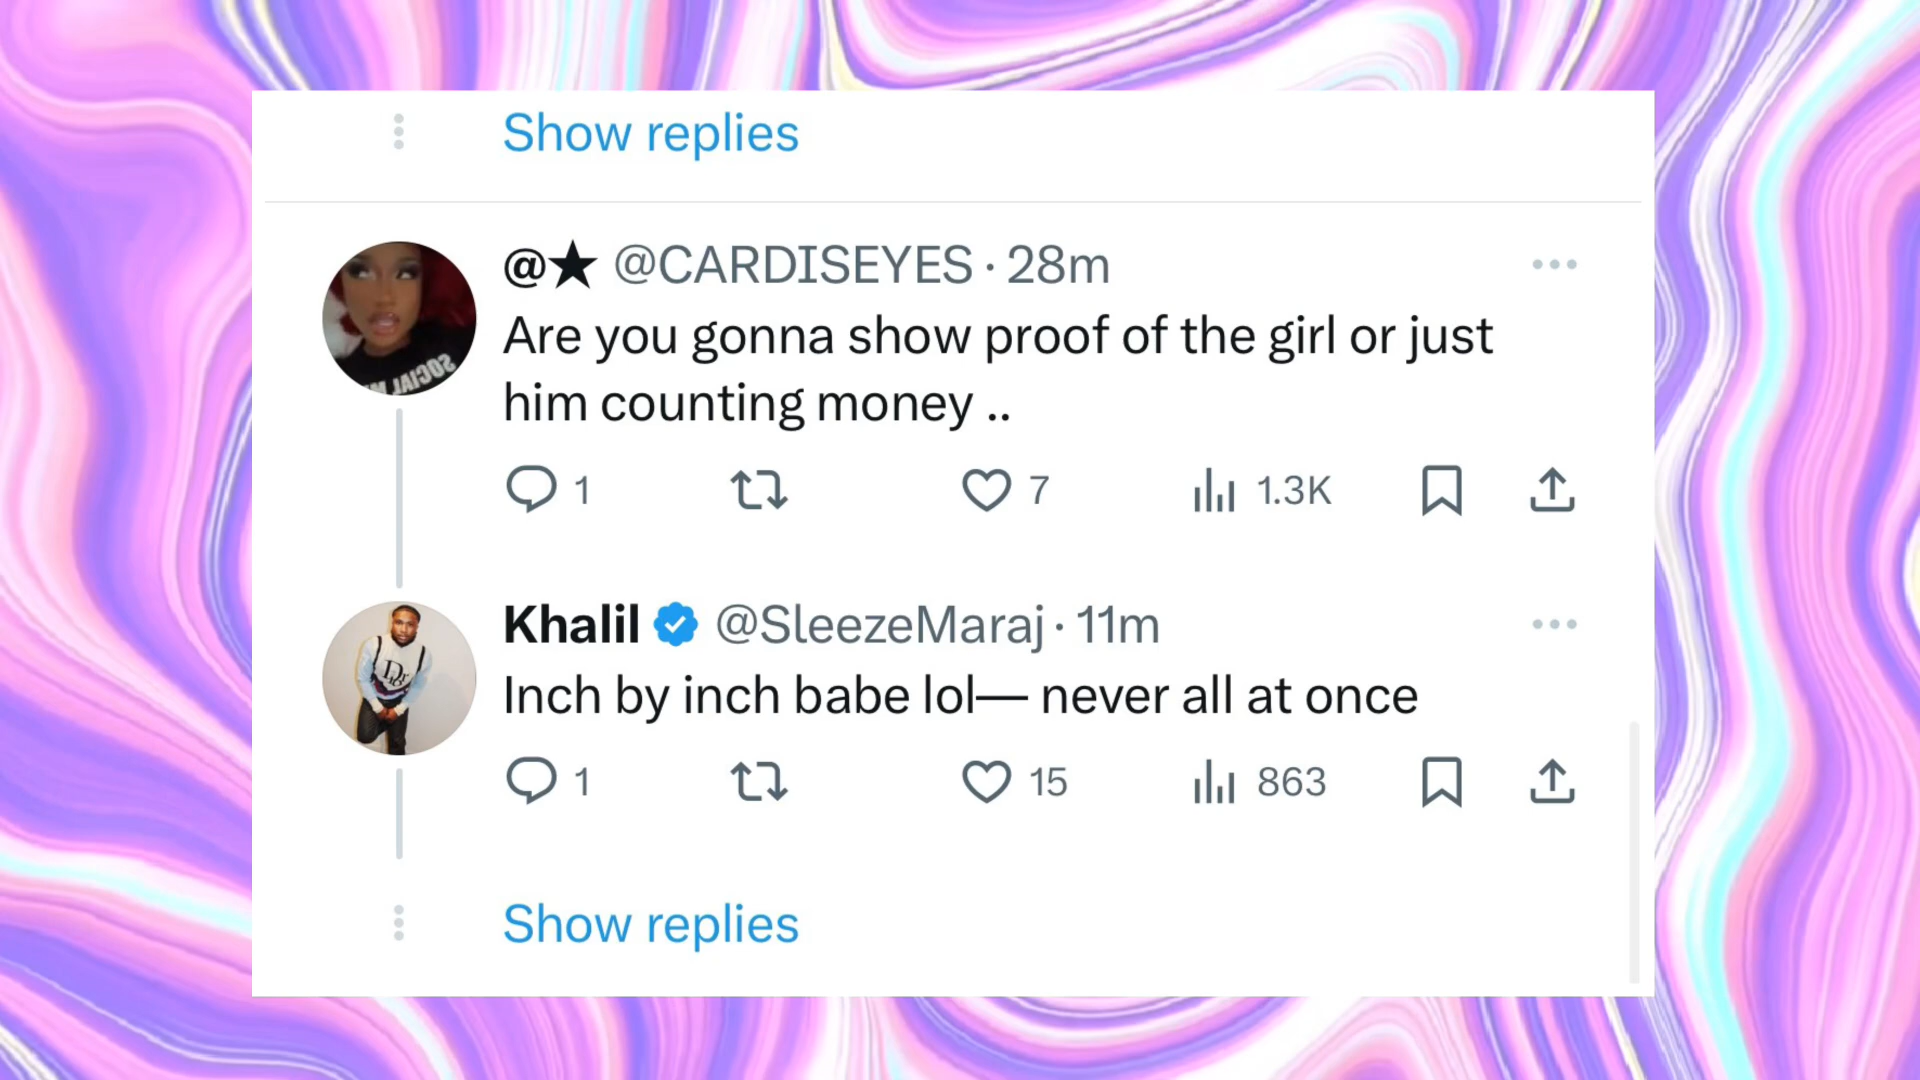 Show replies
@★ @CARDISEYES · 28m
Are you gonna show proof of the girl or just
him counting money ..
1 7 1.3K
Khalil @SleezeMaraj · 11m
Inch by inch babe lol— never all at once
1 15 863
Show replies